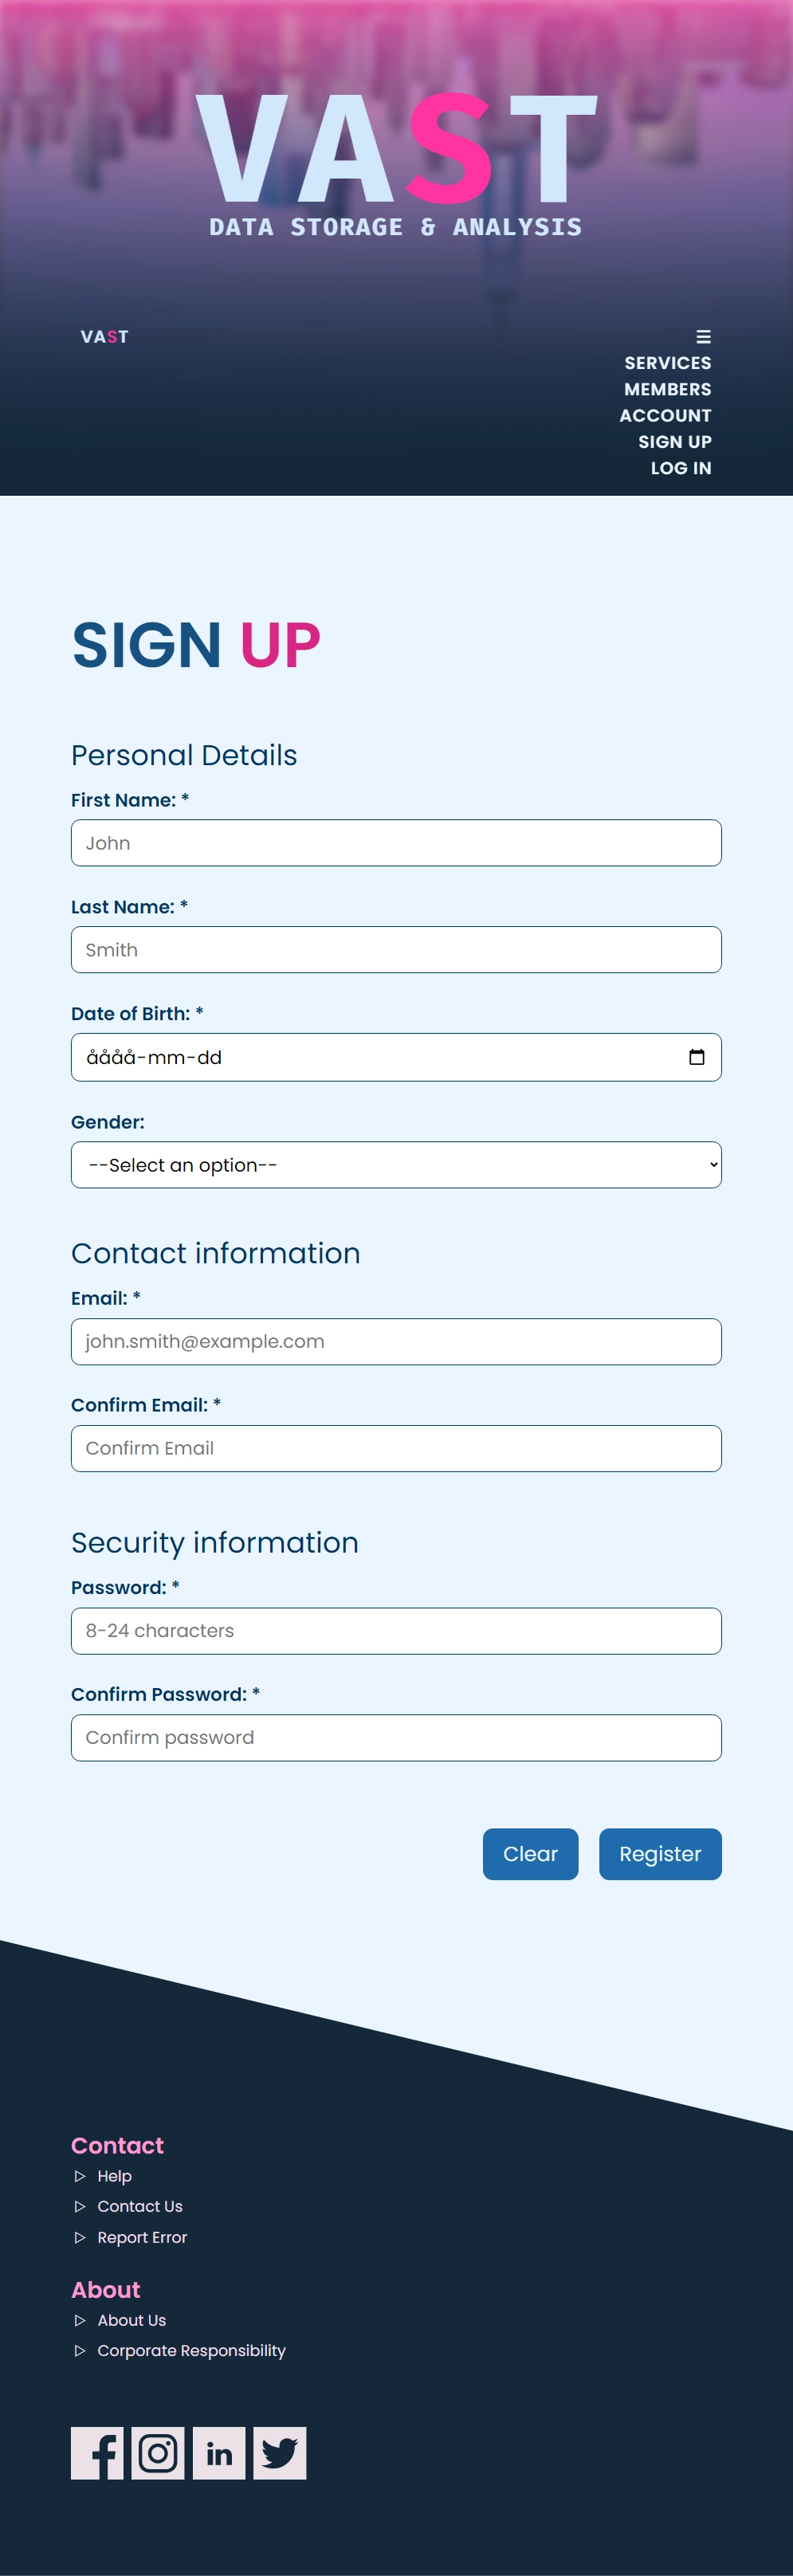 VAST
DATA STORAGE & ANALYSIS
VAST
SERVICES
MEMBERS
ACCOUNT
SIGN UP
LOG IN
SIGN UP
Personal Details
First Name: *
John
Last Name: *
Smith
Date of Birth: *
åååå-mm-dd
Gender:
--Select an option--
Contact information
Email: *
john.smith@example.com
Confirm Email: *
Confirm Email
Security information
Password: *
8-24 characters
Confirm Password: *
Confirm password
Clear Register
Contact
Help
Contact Us
Report Error
About
About Us
Corporate Responsibility
in